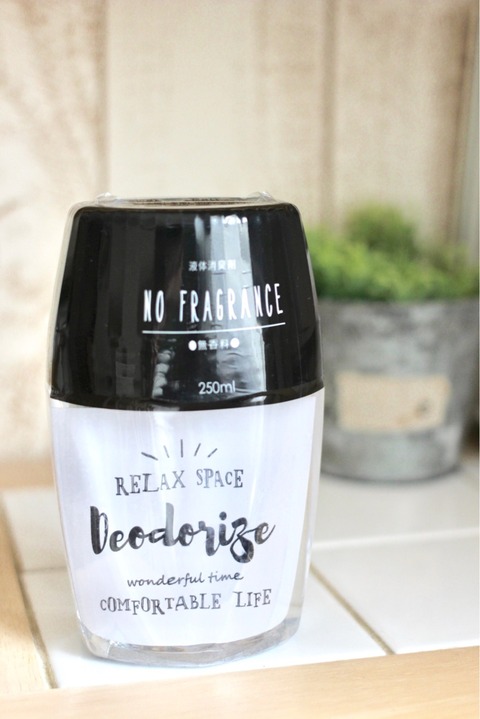 液体消臭剤
NO FRAGRANCE
●無香料●
250ml
RELAX SPACE
Deodorize
wonderful time
COMFORTABLE LIFE